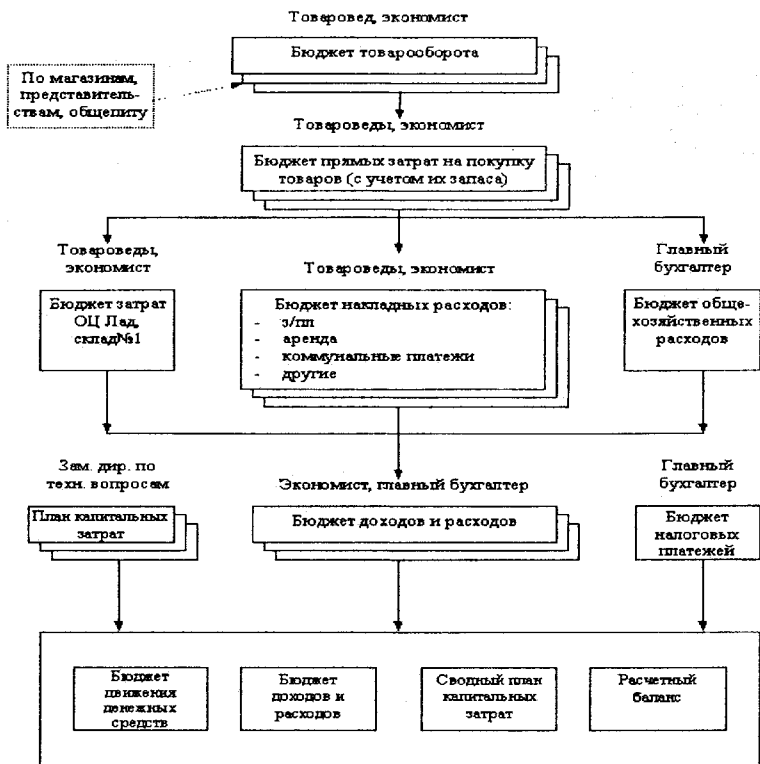 Товаровед, экономист
Бюджет товарооборота
По магазинам,
представитель-
ствам, общепиту
Товароведы, экономист
Бюджет прямых затрат на покупку
товаров (с учетом их запаса)
Товароведы,
экономист
Товароведы, экономист
Главный
бухгалтер
Бюджет затрат
ОЦ Лад,
склад№1
Бюджет накладных расходов:
- з/пл
- аренда
- коммунальные платежи
- другие
Бюджет обще-
хозяйственных
расходов
Зам. дир. по
техн. вопросам
Экономист, главный бухгалтер
Главный
бухгалтер
План капитальных
затрат
Бюджет доходов и расходов
Бюджет
налоговых
платежей
Бюджет
движения
денежных
средств
Бюджет
доходов и
расходов
Сводный план
капитальных
затрат
Расчетный
баланс